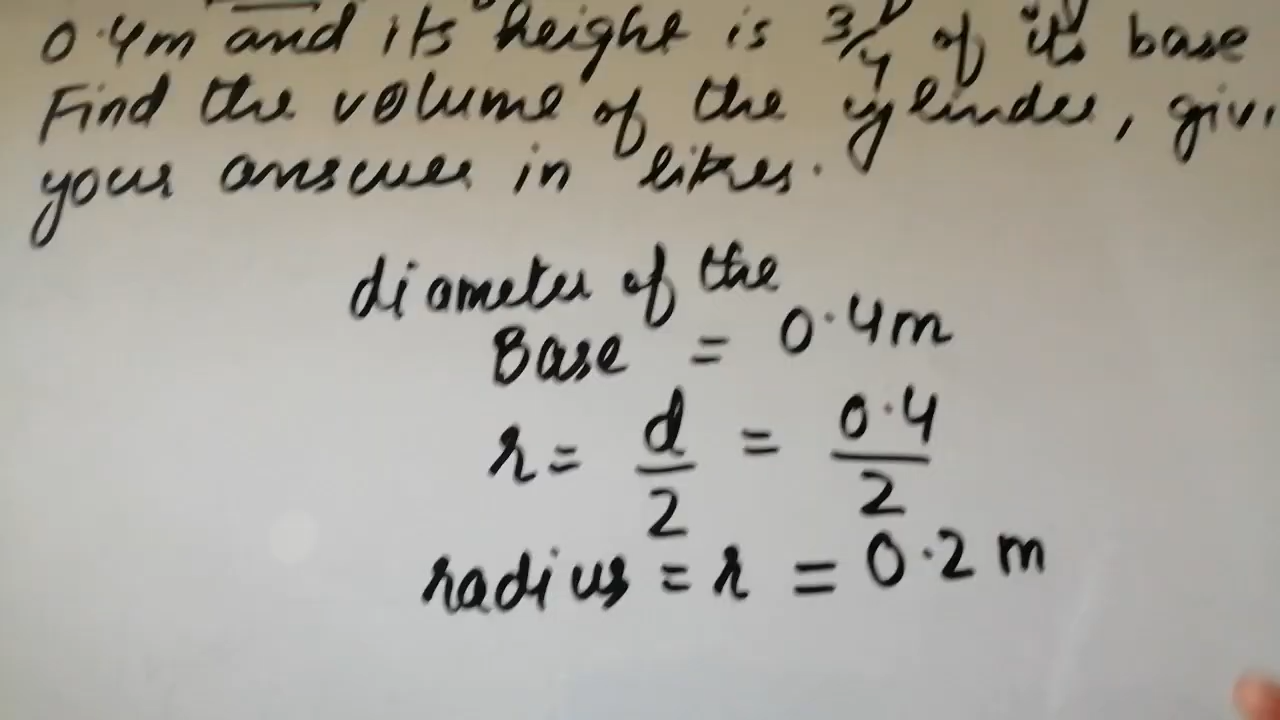 0.4m and its height is 3/4 of its base
Find the volume of the cylinder, giv
your answer in litres.
diameter of the
Base = 0.4m
r = d/2 = 0.4/2
radius = r = 0.2 m